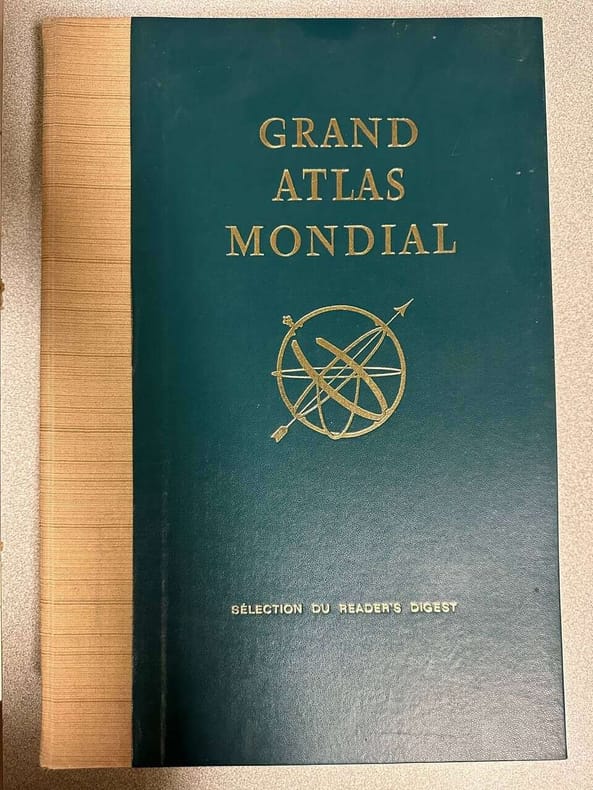 GRAND
ATLAS
MONDIAL
SÉLECTION DU READER'S DIGEST